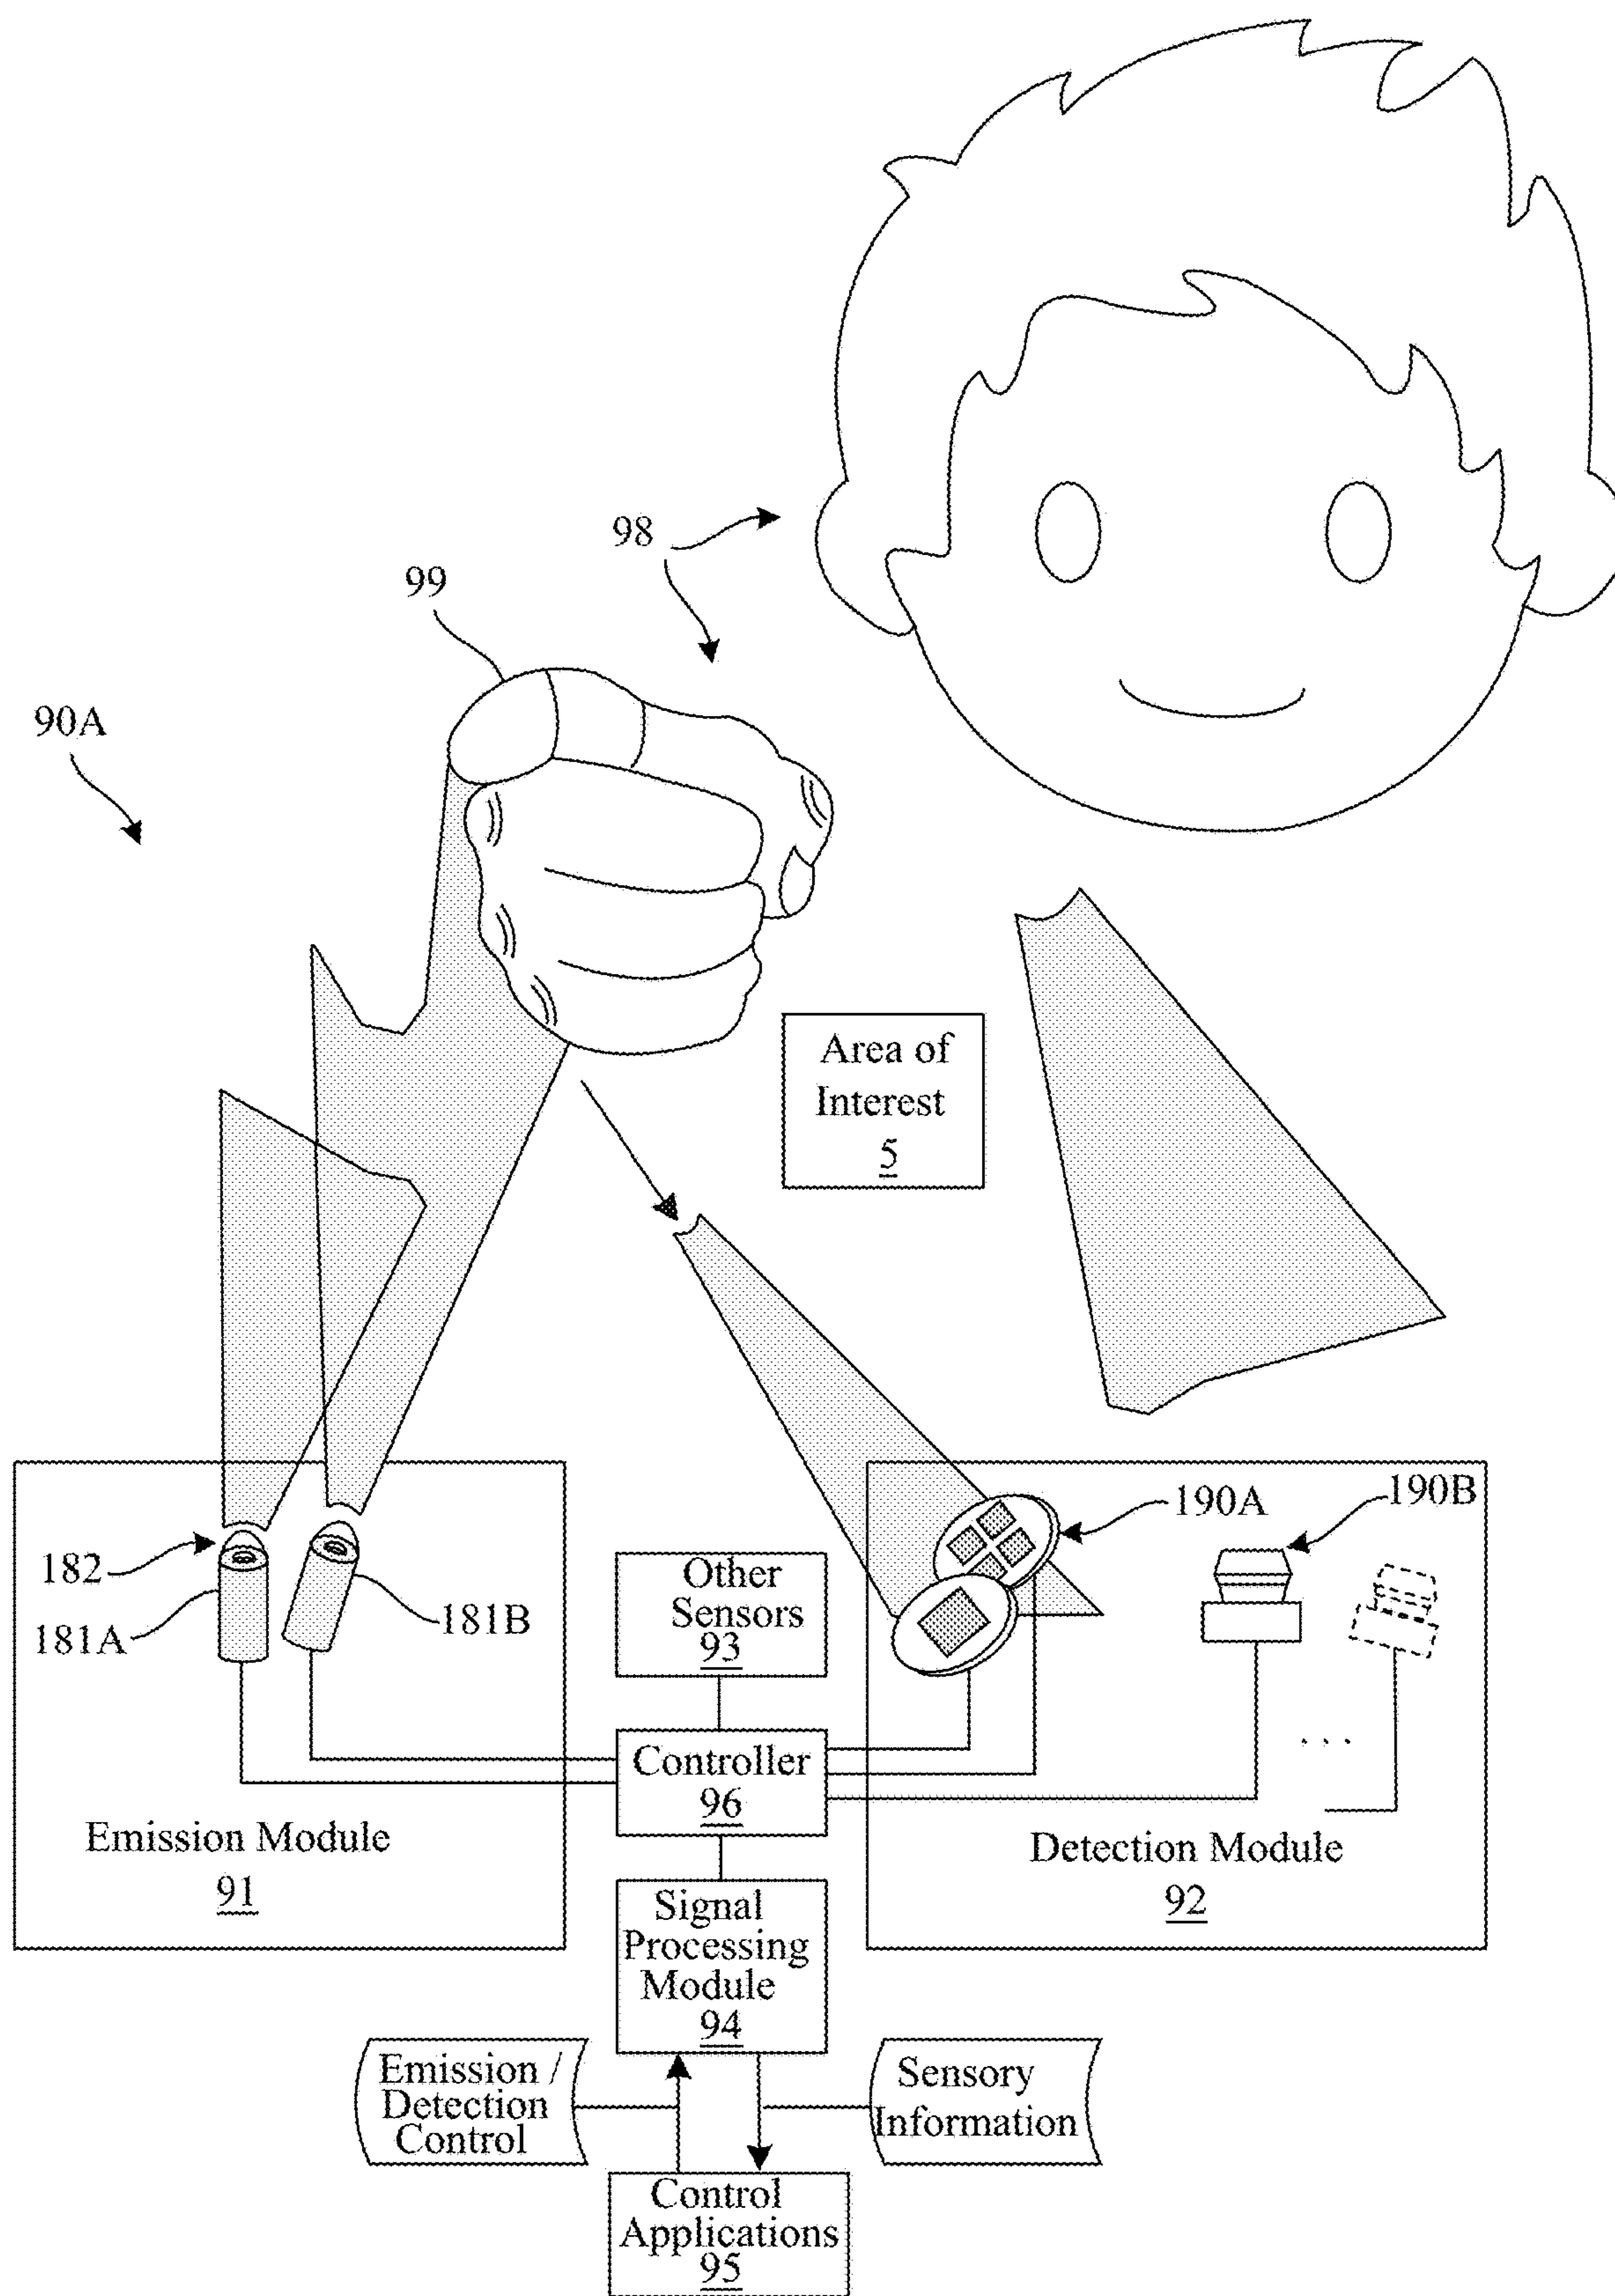 98
99
90A
Area of
Interest
5
190A
190B
182
181A
181B
Other
Sensors
93
Controller
96
Emission Module
91
Detection Module
92
. . .
Signal
Processing
Module
94
Emission /
Detection
Control
Sensory
Information
Control
Applications
95